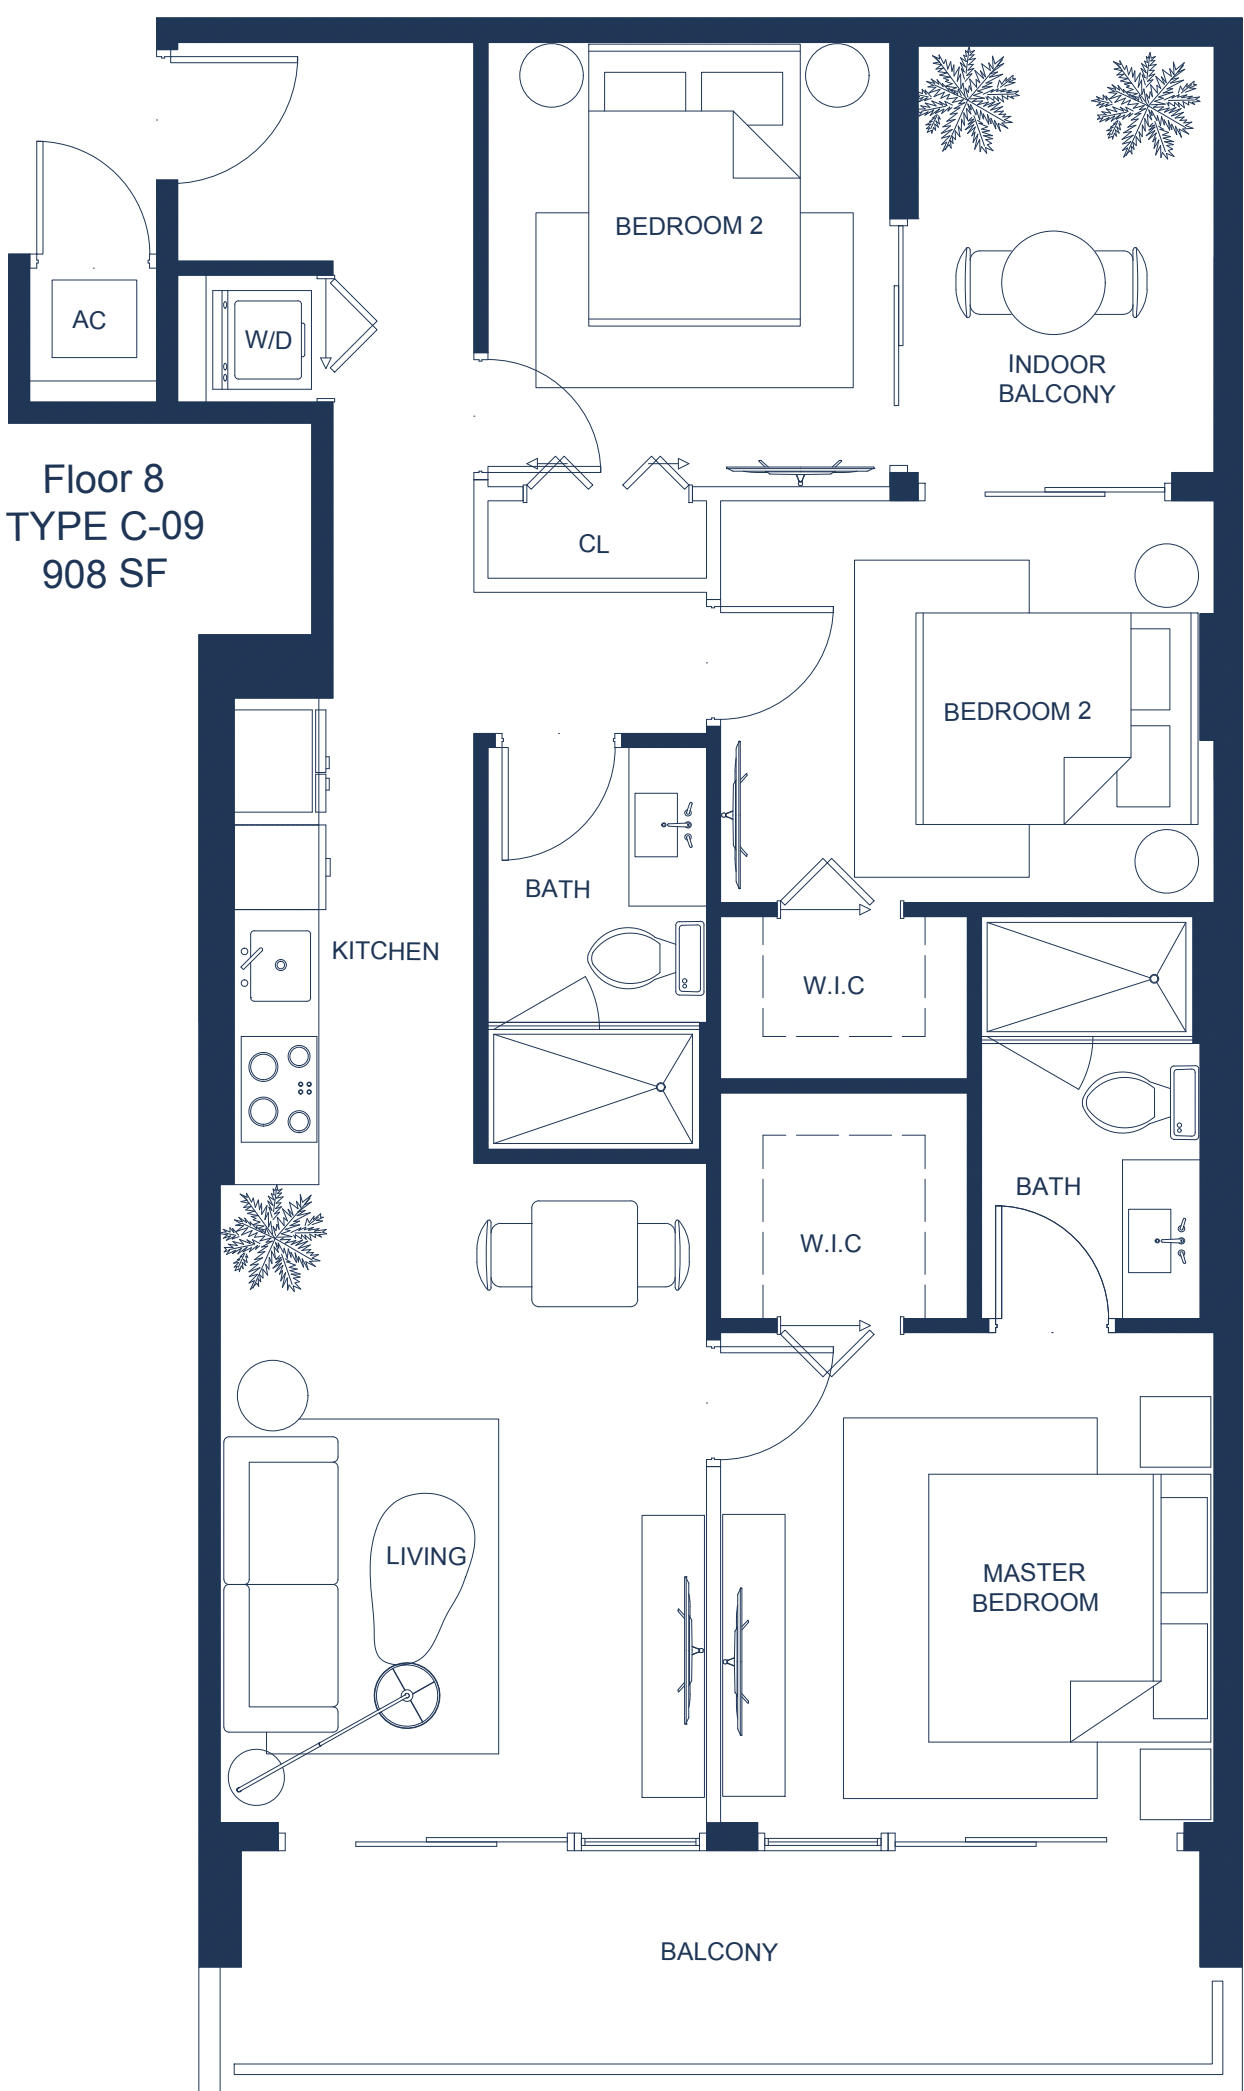 BEDROOM 2
AC
W/D
INDOOR
BALCONY
Floor 8
TYPE C-09
908 SF
CL
BEDROOM 2
BATH
KITCHEN
W.I.C
BATH
W.I.C
LIVING
MASTER
BEDROOM
BALCONY